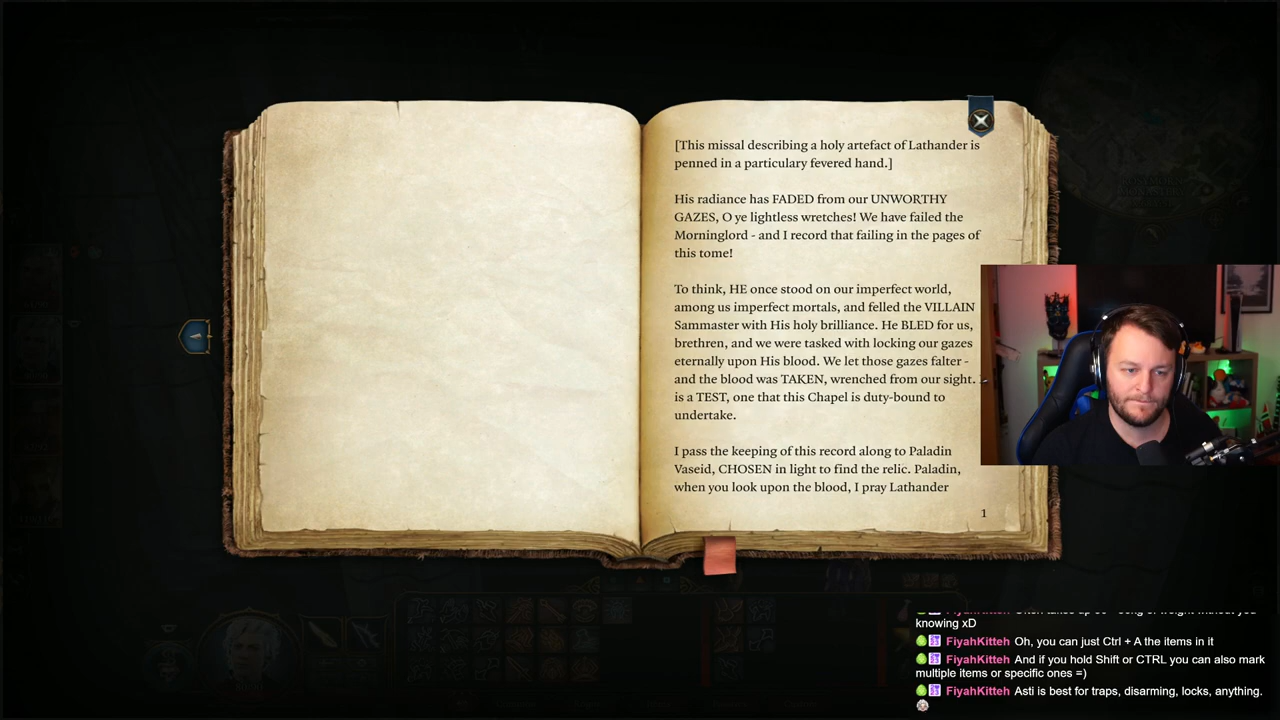 [This missal describing a holy artefact of Lathander is
penned in a particulary fevered hand.]
His radiance has FADED from our UNWORTHY
GAZES, O ye lightless wretches! We have failed the
Morninglord - and I record that failing in the pages of
this tome!
To think, HE once stood on our imperfect world,
among us imperfect mortals, and felled the VILLAIN
Sammaster with His holy brilliance. He BLED for us,
brethren, and we were tasked with locking our gazes
eternally upon His blood. We let those gazes falter -
and the blood was TAKEN, wrenched from our sight.
is a TEST, one that this Chapel is duty-bound to
undertake.
I pass the keeping of this record along to Paladin
Vaseid, CHOSEN in light to find the relic. Paladin,
when you look upon the blood, I pray Lathander
1
knowing xD
FiyahKitteh Oh, you can just Ctrl + A the items in it
FiyahKitteh And if you hold Shift or CTRL you can also mark
multiple items or specific ones =)
FiyahKitteh Asti is best for traps, disarming, locks, anything.